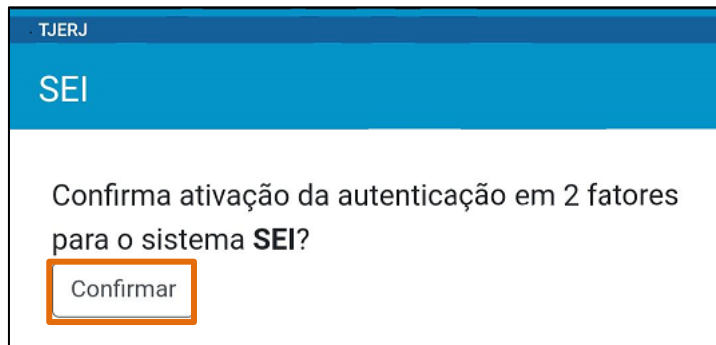 TJERJ
SEI
Confirma ativação da autenticação em 2 fatores
para o sistema SEI?
Confirmar